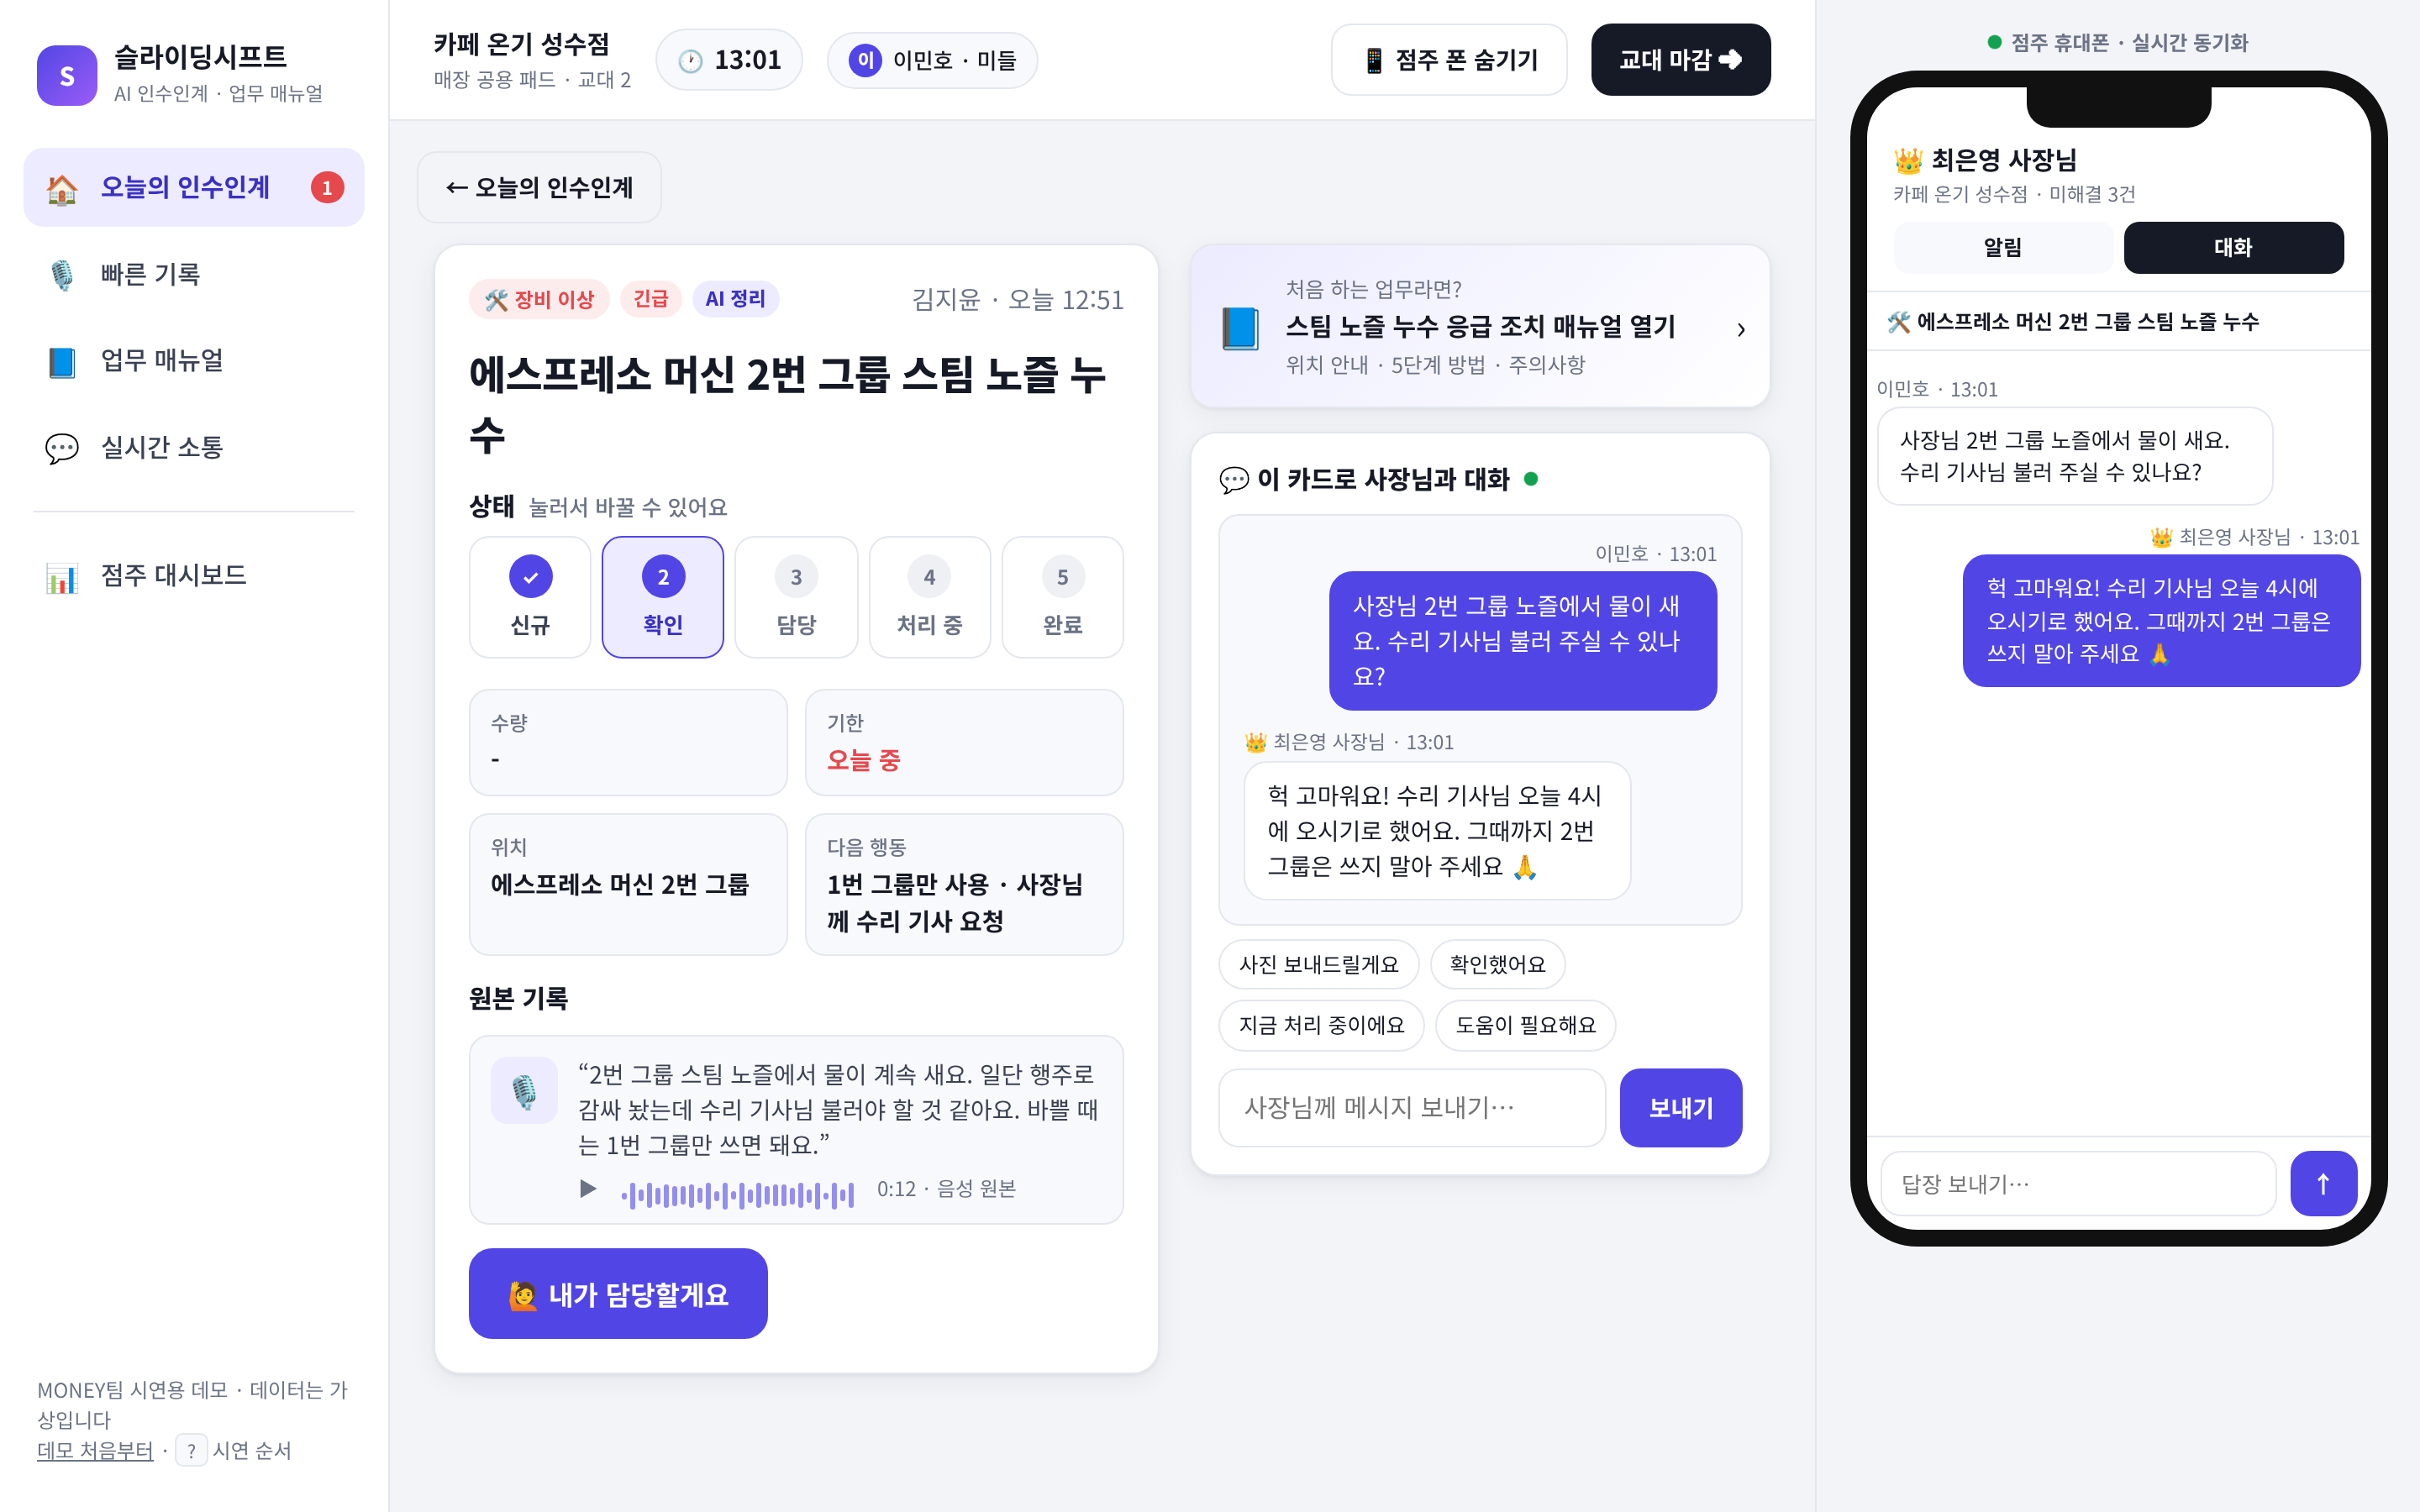 S
슬라이딩시프트
AI 인수인계 · 업무 매뉴얼
오늘의 인수인계
1
빠른 기록
업무 매뉴얼
실시간 소통
점주 대시보드
MONEY팀 시연용 데모 · 데이터는 가
상입니다
데모 처음부터 · ? 시연 순서
카페 온기 성수점
매장 공용 패드 · 교대 2
13:01
이 이민호 · 미들
점주 폰 숨기기
교대 마감
← 오늘의 인수인계
장비 이상
긴급
AI 정리
김지윤 · 오늘 12:51
에스프레소 머신 2번 그룹 스팀 노즐 누
수
상태 눌러서 바꿀 수 있어요
✓ 2 3 4 5
신규 확인 담당 처리 중 완료
수량
-
기한
오늘 중
위치
에스프레소 머신 2번 그룹
다음 행동
1번 그룹만 사용 · 사장님
께 수리 기사 요청
원본 기록
“2번 그룹 스팀 노즐에서 물이 계속 새요. 일단 행주로
감싸 놨는데 수리 기사님 불러야 할 것 같아요. 바쁠 때
는 1번 그룹만 쓰면 돼요.”
0:12 · 음성 원본
내가 담당할게요
처음 하는 업무라면?
스팀 노즐 누수 응급 조치 매뉴얼 열기
위치 안내 · 5단계 방법 · 주의사항
›
이 카드로 사장님과 대화
이민호 · 13:01
사장님 2번 그룹 노즐에서 물이 새
요. 수리 기사님 불러 주실 수 있나
요?
최은영 사장님 · 13:01
헉 고마워요! 수리 기사님 오늘 4시
에 오시기로 했어요. 그때까지 2번
그룹은 쓰지 말아 주세요 🙏
사진 보내드릴게요
확인했어요
지금 처리 중이에요
도움이 필요해요
사장님께 메시지 보내기…
보내기
점주 휴대폰 · 실시간 동기화
최은영 사장님
카페 온기 성수점 · 미해결 3건
알림
대화
에스프레소 머신 2번 그룹 스팀 노즐 누수
이민호 · 13:01
사장님 2번 그룹 노즐에서 물이 새요.
수리 기사님 불러 주실 수 있나요?
최은영 사장님 · 13:01
헉 고마워요! 수리 기사님 오늘 4시에
오시기로 했어요. 그때까지 2번 그룹은
쓰지 말아 주세요 🙏
답장 보내기…
↑